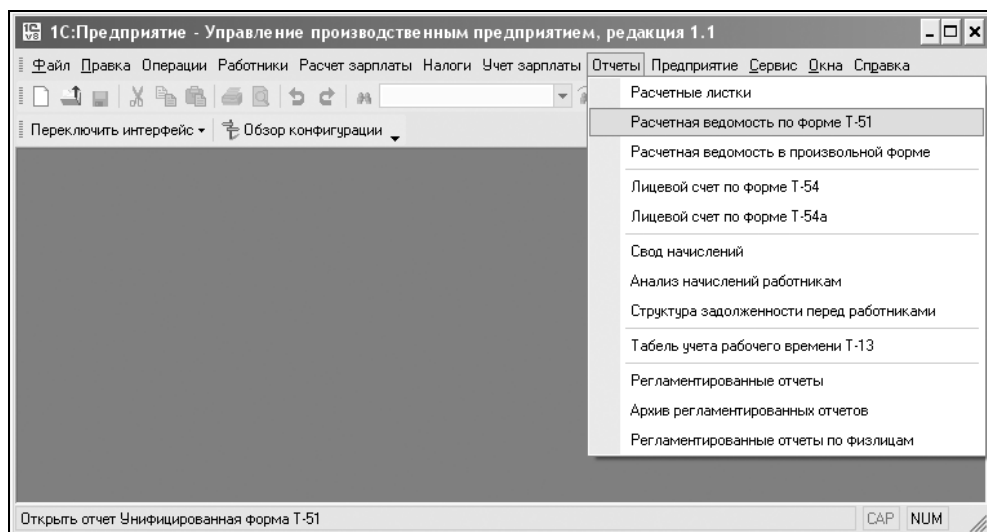 1С:Предприятие - Управление производственным предприятием, редакция 1.1
Файл Правка Операции Работники Расчет зарплаты Налоги Учет зарплаты Отчеты Предприятие Сервис Окна Справка
Переключить интерфейс Обзор конфигурации
Расчетные листки
Расчетная ведомость по форме Т-51
Расчетная ведомость в произвольной форме
Лицевой счет по форме Т-54
Лицевой счет по форме Т-54а
Свод начислений
Анализ начислений работникам
Структура задолженности перед работниками
Табель учета рабочего времени Т-13
Регламентированные отчеты
Архив регламентированных отчетов
Регламентированные отчеты по физлицам
Открыть отчет Унифицированная форма Т-51
CAP NUM